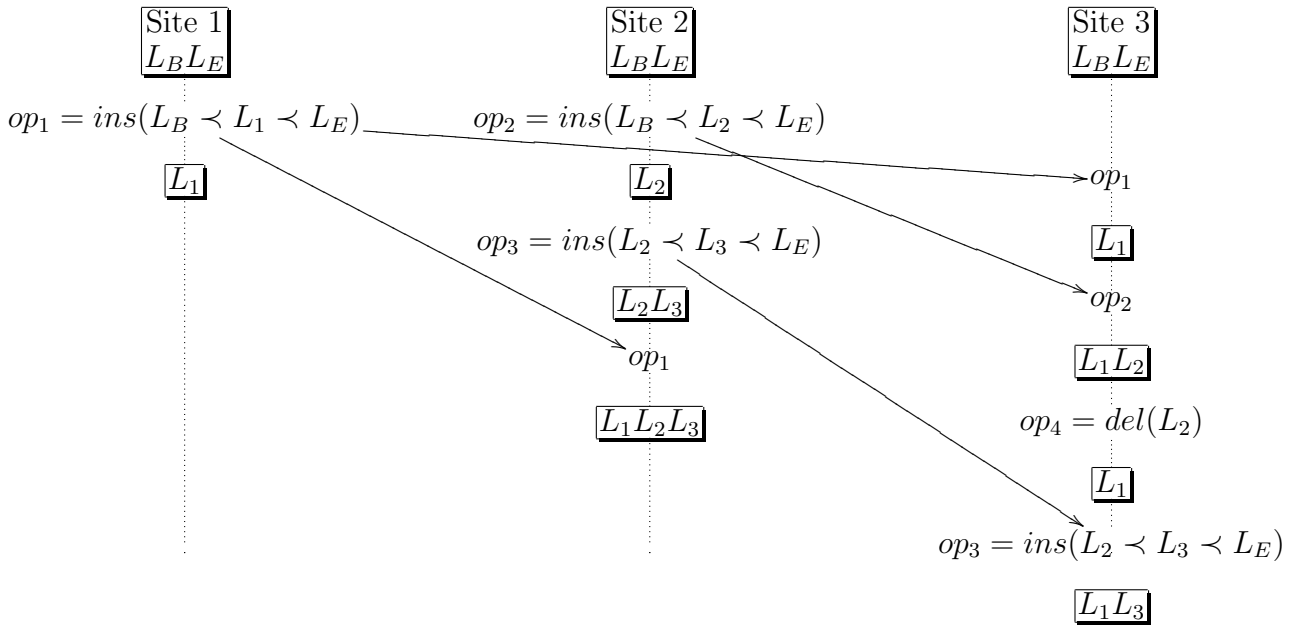 Site 1
L_B L_E
Site 2
L_B L_E
Site 3
L_B L_E
op_1 = ins(L_B ≺ L_1 ≺ L_E)
op_2 = ins(L_B ≺ L_2 ≺ L_E)
L_1
L_2
op_1
op_3 = ins(L_2 ≺ L_3 ≺ L_E)
L_1
L_2 L_3
op_2
op_1
L_1 L_2
L_1 L_2 L_3
op_4 = del(L_2)
L_1
op_3 = ins(L_2 ≺ L_3 ≺ L_E)
L_1 L_3